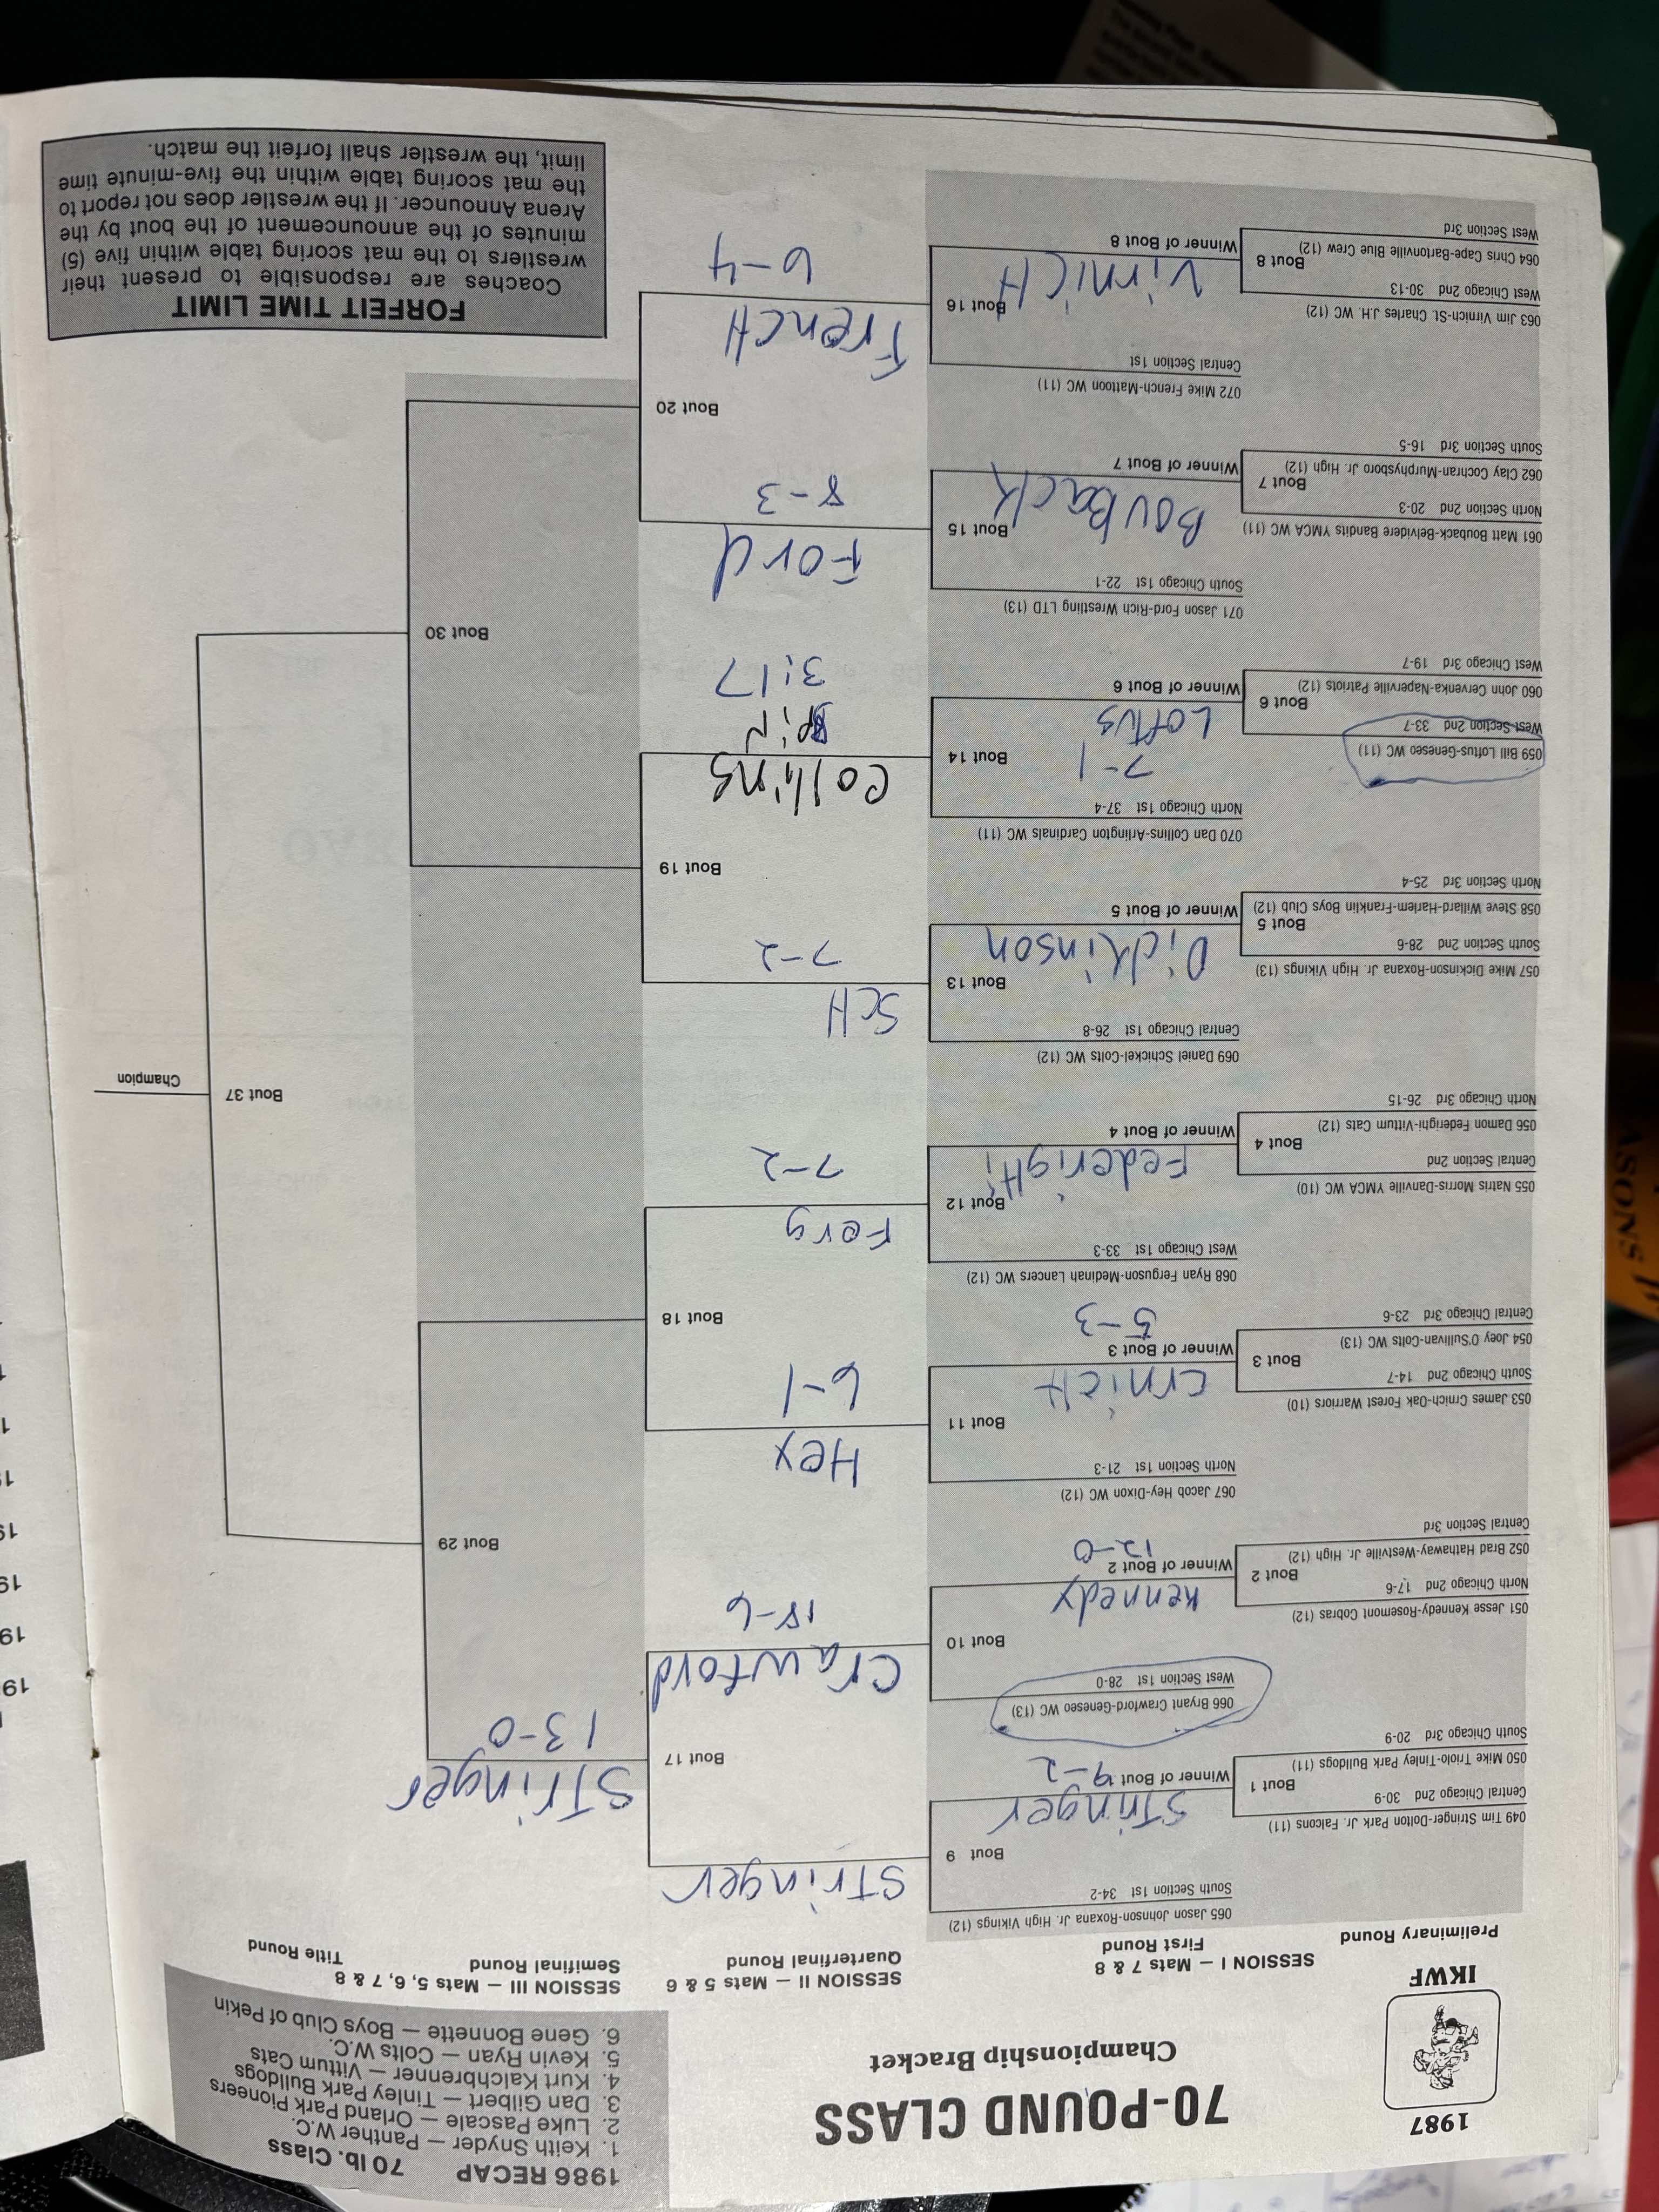 1987
IKWF
70-POUND CLASS
Championship Bracket
1986 RECAP 70 lb. Class
1. Keith Snyder — Panther W.C.
2. Luke Pascale — Orland Park Pioneers
3. Dan Gilbert — Tinley Park Bulldogs
4. Kurt Kalchbrenner — Vittum Cats
5. Kevin Ryan — Colts W.C.
6. Gene Bonnette — Boys Club of Pekin
Preliminary Round
SESSION I — Mats 7 & 8
First Round
SESSION II — Mats 5 & 6
Quarterfinal Round
SESSION III — Mats 5, 6, 7 & 8
Semifinal Round Title Round
065 Jason Johnson-Roxana Jr. High Vikings (12)
South Section 1st 34-2
Bout 9
Stringer
049 Tim Stringer-Dolton Park Jr. Falcons (11)
Central Chicago 2nd 30-9
Bout 1
Stringer
Winner of Bout 1
9-2
050 Mike Triolo-Tinley Park Bulldogs (11)
South Chicago 3rd 20-9
Bout 17
Stringer
13-0
066 Bryant Crawford-Geneseo WC (13)
West Section 1st 28-0
Bout 10
Crawford
18-6
051 Jesse Kennedy-Rosemont Cobras (12)
North Chicago 2nd 17-6
Bout 2
Kennedy
Winner of Bout 2
12-0
052 Brad Hathaway-Westville Jr. High (12)
Central Section 3rd
Bout 29
067 Jacob Hey-Dixon WC (12)
North Section 1st 21-3
Bout 11
Hey
6-1
053 James Crnich-Oak Forest Warriors (10)
South Chicago 2nd 14-7
Bout 3
Crnich
Winner of Bout 3
5-3
054 Joey O'Sullivan-Colts WC (13)
Central Chicago 3rd 23-6
Bout 18
068 Ryan Ferguson-Medinah Lancers WC (12)
West Chicago 1st 33-3
Bout 12
Ferg
7-2
055 Natris Morris-Danville YMCA WC (10)
Central Section 2nd
Bout 4
Federighi
Winner of Bout 4
056 Damon Federighi-Vittum Cats (12)
North Chicago 3rd 26-15
Bout 37
Champion
069 Daniel Schickel-Colts WC (12)
Central Chicago 1st 26-8
Bout 13
Sch
7-2
057 Mike Dickinson-Roxana Jr. High Vikings (13)
South Section 2nd 28-6
Bout 5
Dickinson
Winner of Bout 5
058 Steve Willard-Harlem-Franklin Boys Club (12)
North Section 3rd 25-4
Bout 19
070 Dan Collins-Arlington Cardinals WC (11)
North Chicago 1st 37-4
Bout 14
Collins
Pin
3:17
059 Bill Loftus-Geneseo WC (11)
West Section 2nd 33-7
Bout 6
7-1
Loftus
Winner of Bout 6
060 John Cervenka-Naperville Patriots (12)
West Chicago 3rd 19-7
Bout 30
071 Jason Ford-Rich Wrestling LTD (13)
South Chicago 1st 22-1
Bout 15
Ford
8-3
061 Matt Bouback-Belvidere Bandits YMCA WC (11)
North Section 2nd 20-3
Bout 7
Bouback
Winner of Bout 7
062 Clay Cochran-Murphysboro Jr. High (12)
South Section 3rd 16-5
Bout 20
072 Mike French-Mattoon WC (11)
Central Section 1st
Bout 16
French
6-4
063 Jim Virnich-St. Charles J.H. WC (12)
West Chicago 2nd 30-13
Bout 8
Virnich
Winner of Bout 8
064 Chris Cape-Bartonville Blue Crew (12)
West Section 3rd
FORFEIT TIME LIMIT
Coaches are responsible to present their
wrestlers to the mat scoring table within five (5)
minutes of the announcement of the bout by the
Arena Announcer. If the wrestler does not report to
the mat scoring table within the five-minute time
limit, the wrestler shall forfeit the match.